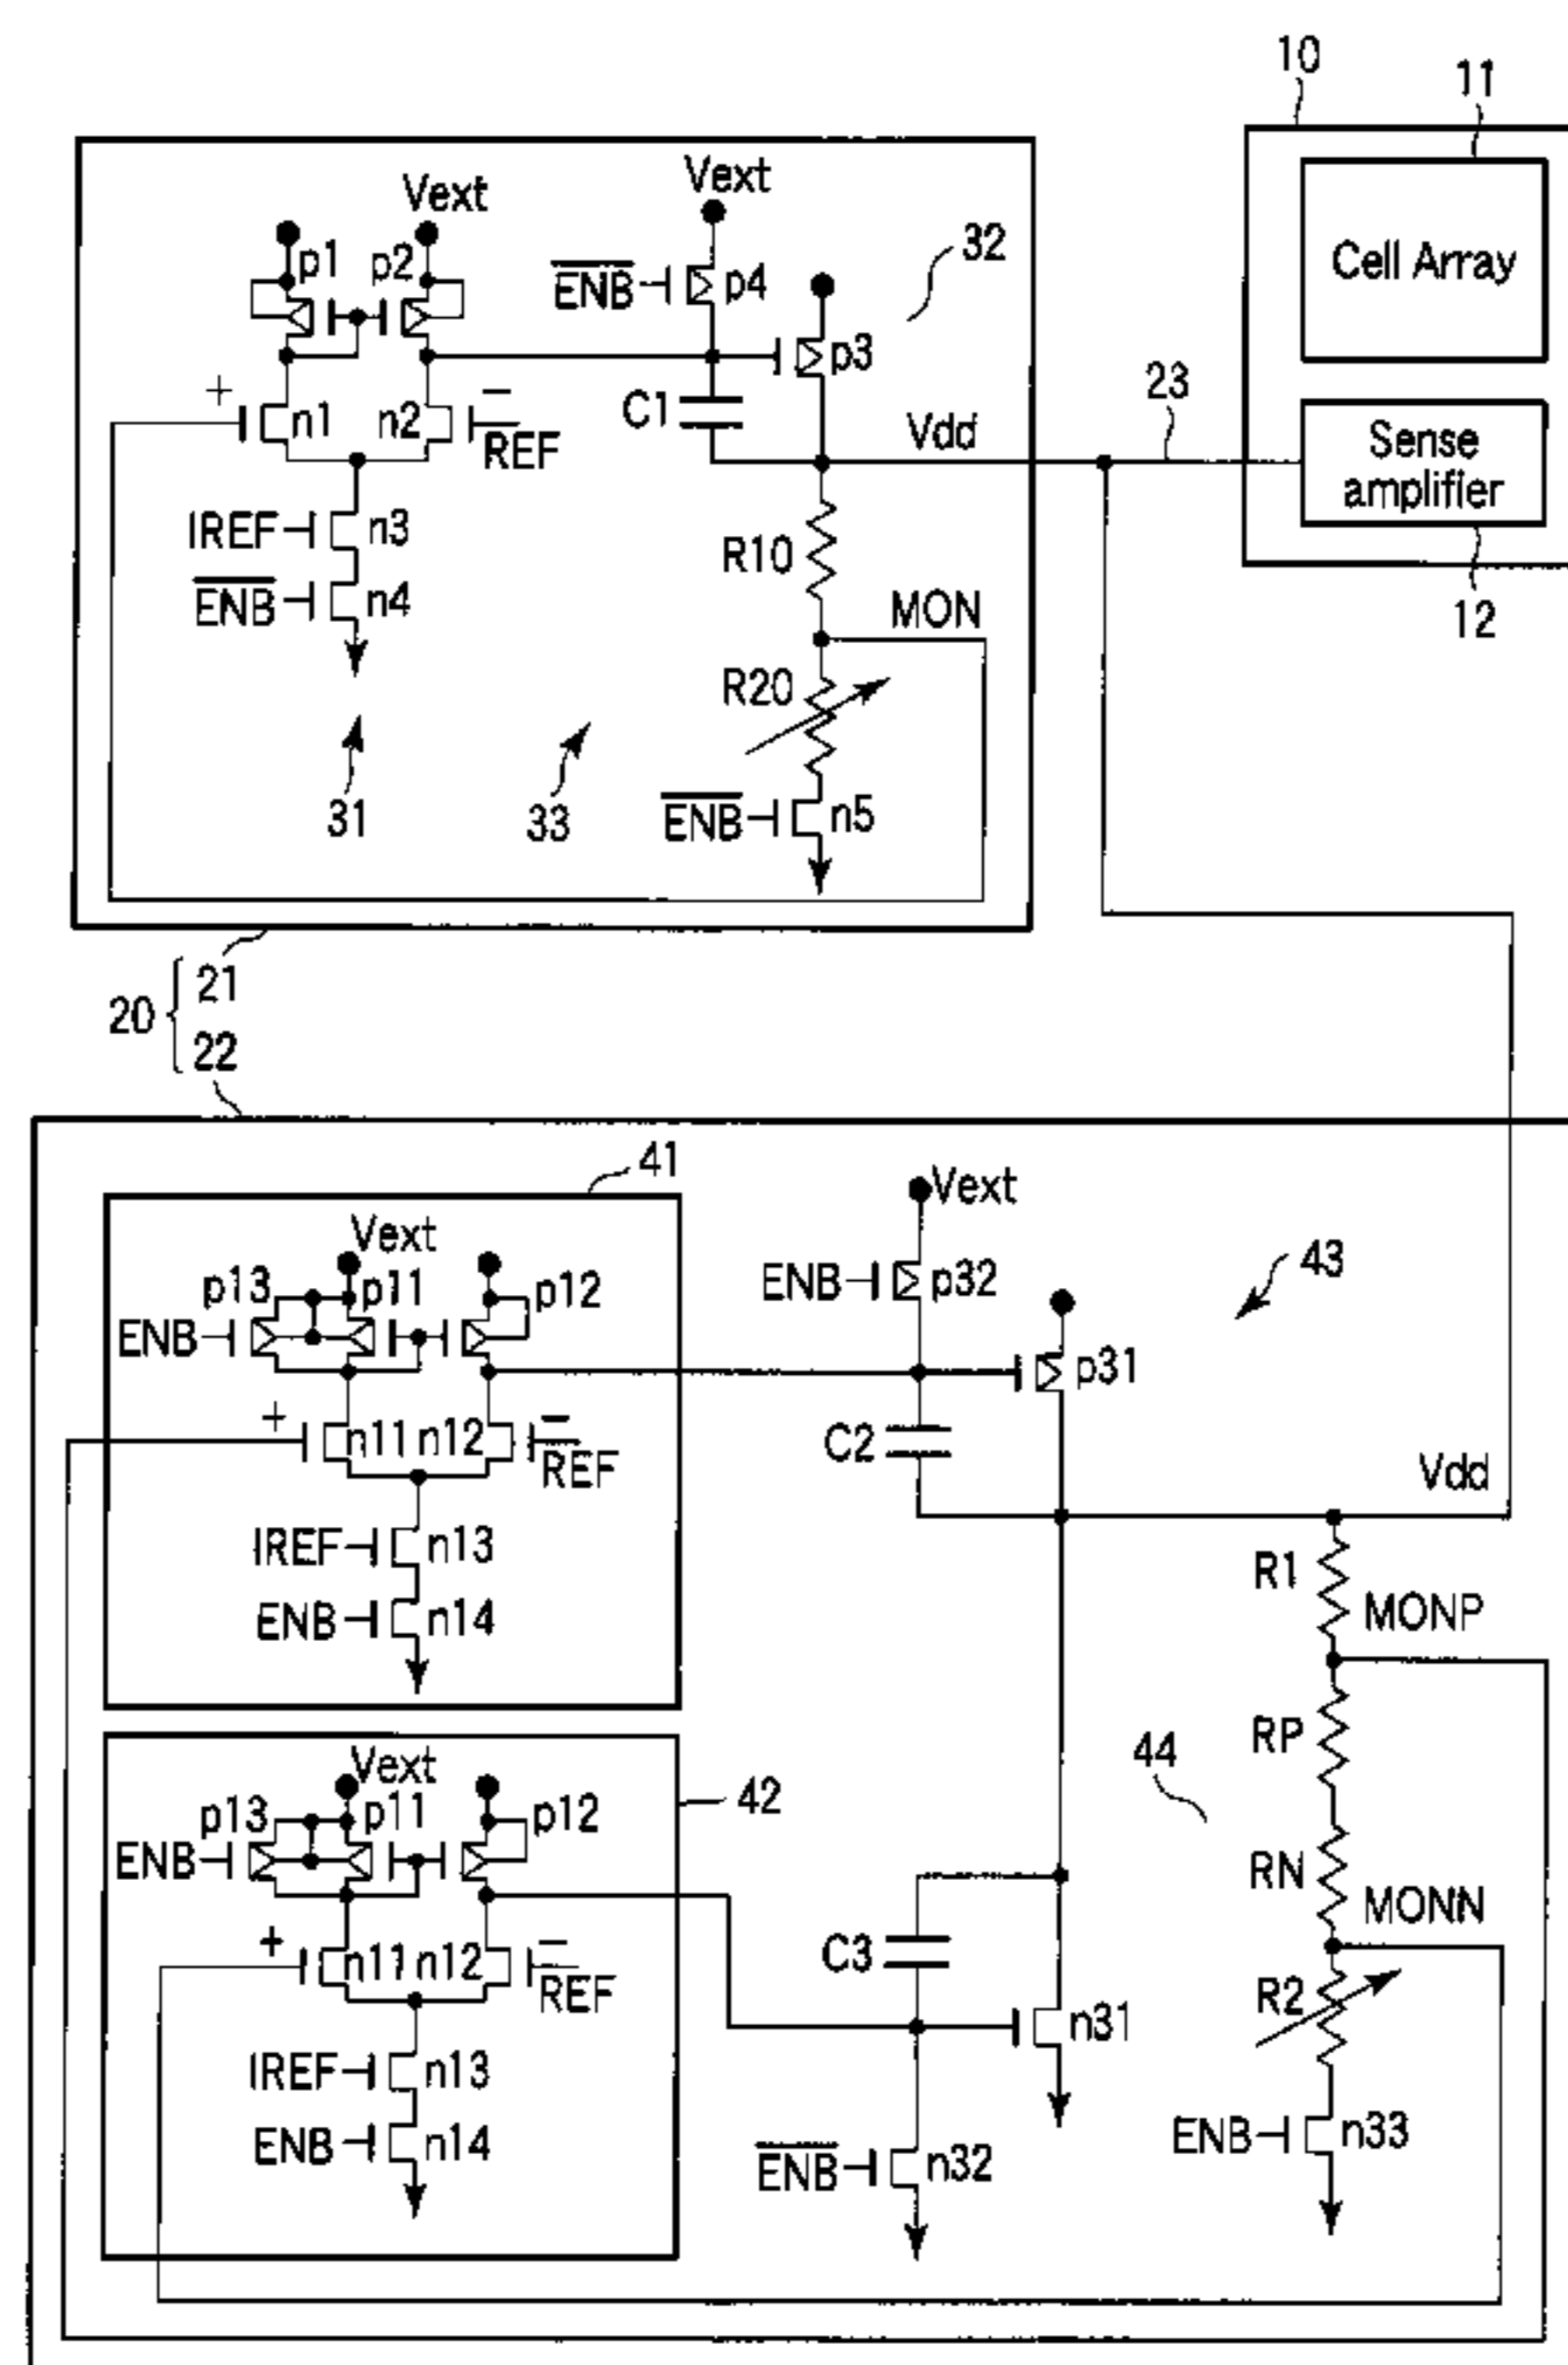 10
11
Cell Array
Sense
amplifier
12
23
Vext
Vext
p1
p2
E̅N̅B̅
p4
32
p3
+
n1
n2
−
REF
C1
Vdd
IREF
n3
E̅N̅B̅
n4
R10
MON
R20
31
33
E̅N̅B̅
n5
20
21
22
41
Vext
p13
p11
p12
ENB
+
n11
n12
−
REF
IREF
n13
ENB
n14
Vext
ENB
p32
43
p31
C2
Vdd
R1
MONP
RP
44
RN
MONN
R2
42
Vext
p13
p11
p12
ENB
+
n11
n12
−
REF
IREF
n13
ENB
n14
C3
n31
E̅N̅B̅
n32
ENB
n33